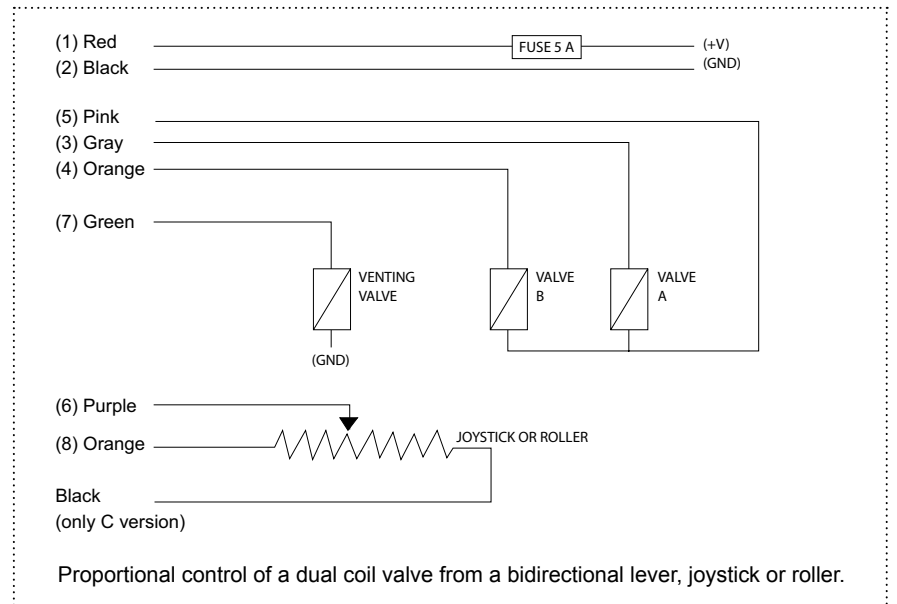 (1) Red
FUSE 5 A
(+V)
(2) Black
(GND)
(5) Pink
(3) Gray
(4) Orange
(7) Green
VENTING
VALVE
VALVE
B
VALVE
A
(GND)
(6) Purple
(8) Orange
JOYSTICK OR ROLLER
Black
(only C version)
Proportional control of a dual coil valve from a bidirectional lever, joystick or roller.